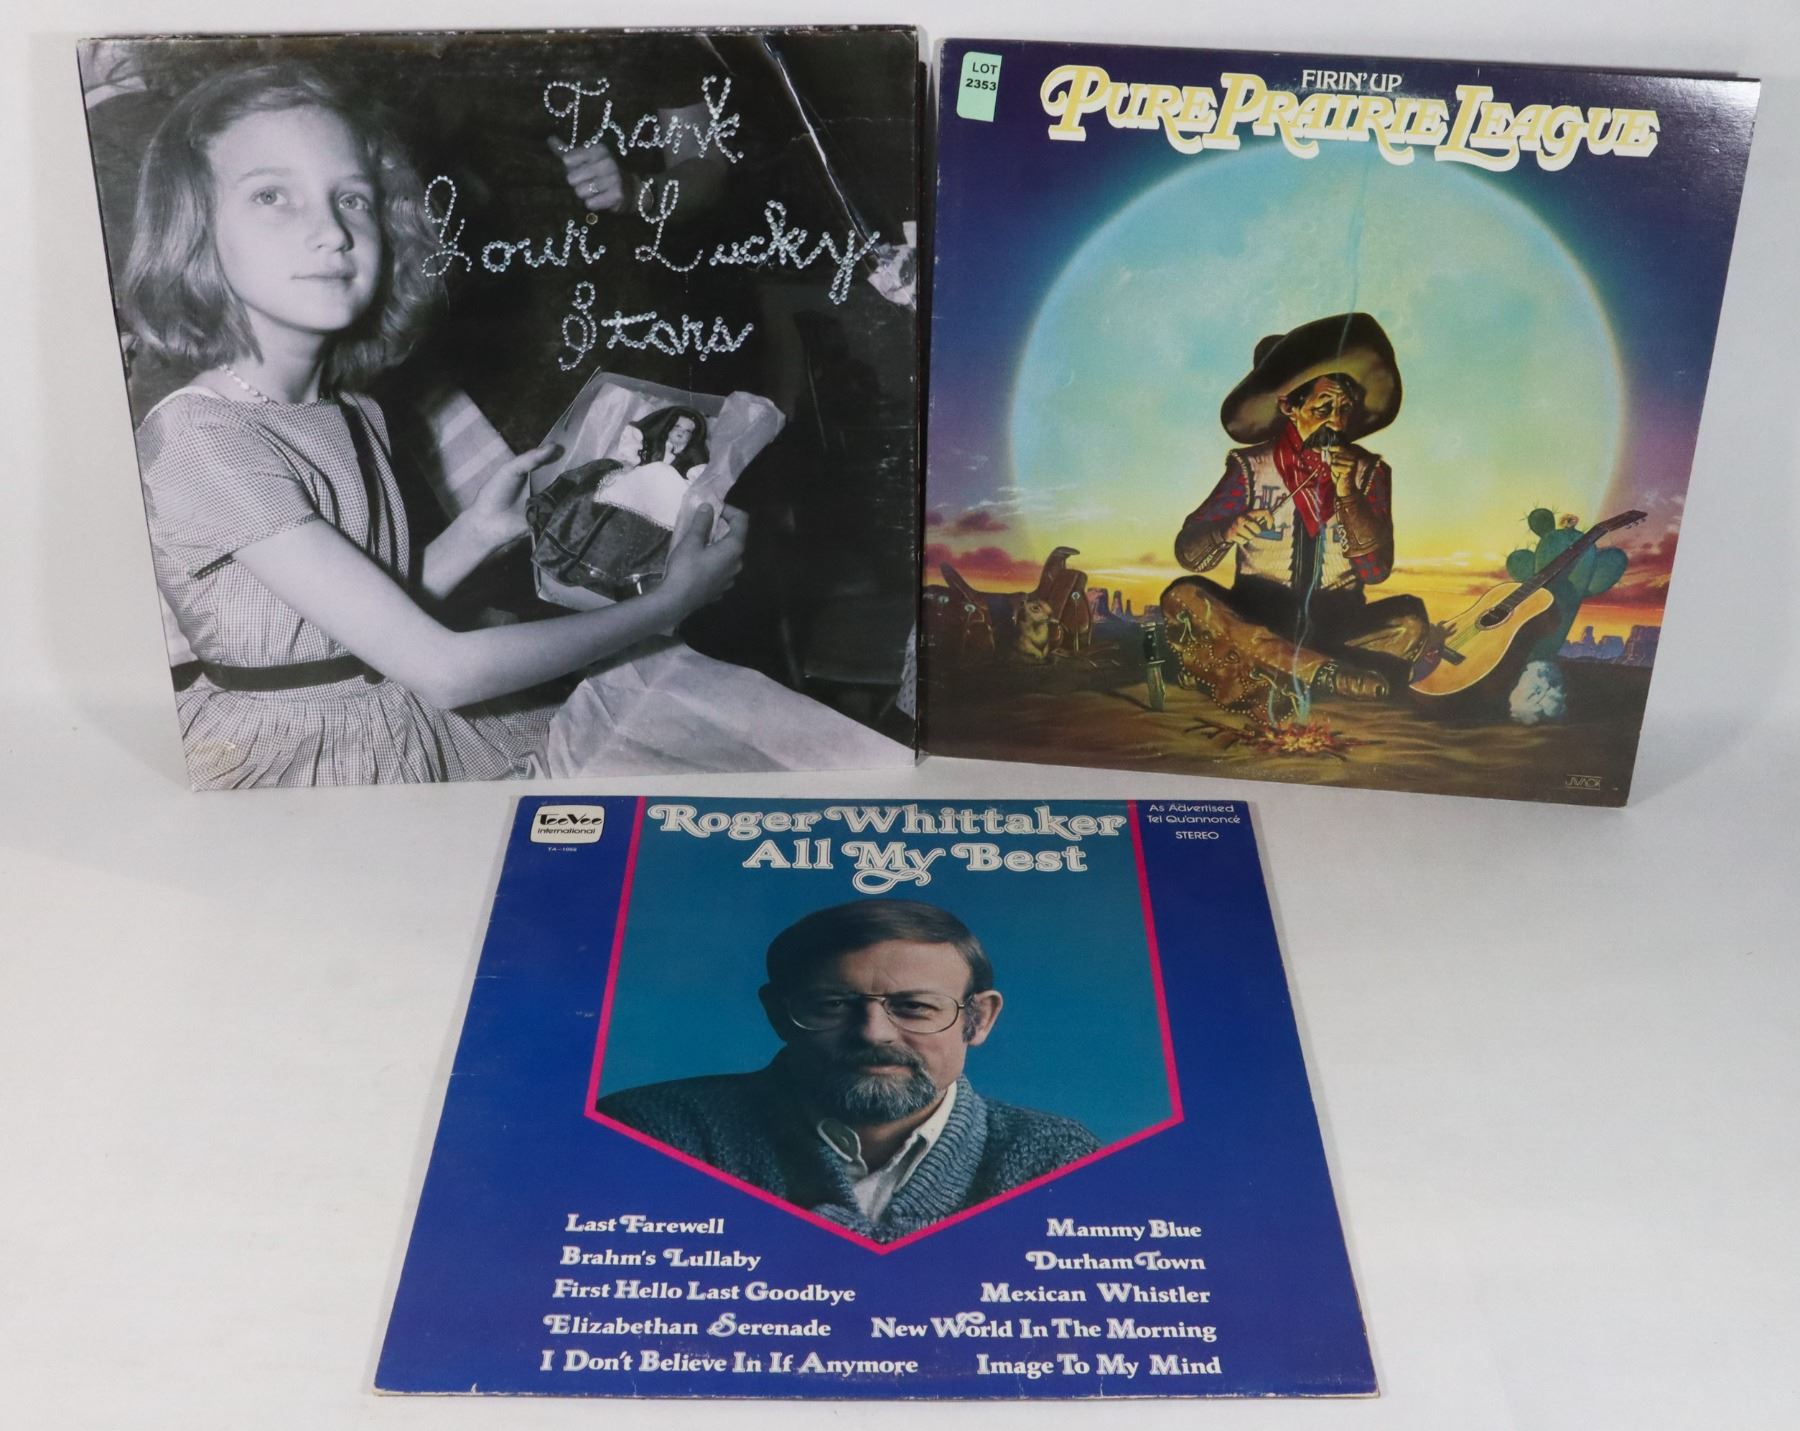 Thank
Your Lucky
Stars
LOT
2353
FIRIN' UP
PURE PRAIRIE LEAGUE
TeeVee
international
TA-1066
Roger Whittaker
All My Best
As Advertised
Tel Qu'annoncé
STEREO
Last Farewell
Brahm's Lullaby
First Hello Last Goodbye
Elizabethan Serenade
I Don't Believe In If Anymore
Mammy Blue
Durham Town
Mexican Whistler
New World In The Morning
Image To My Mind